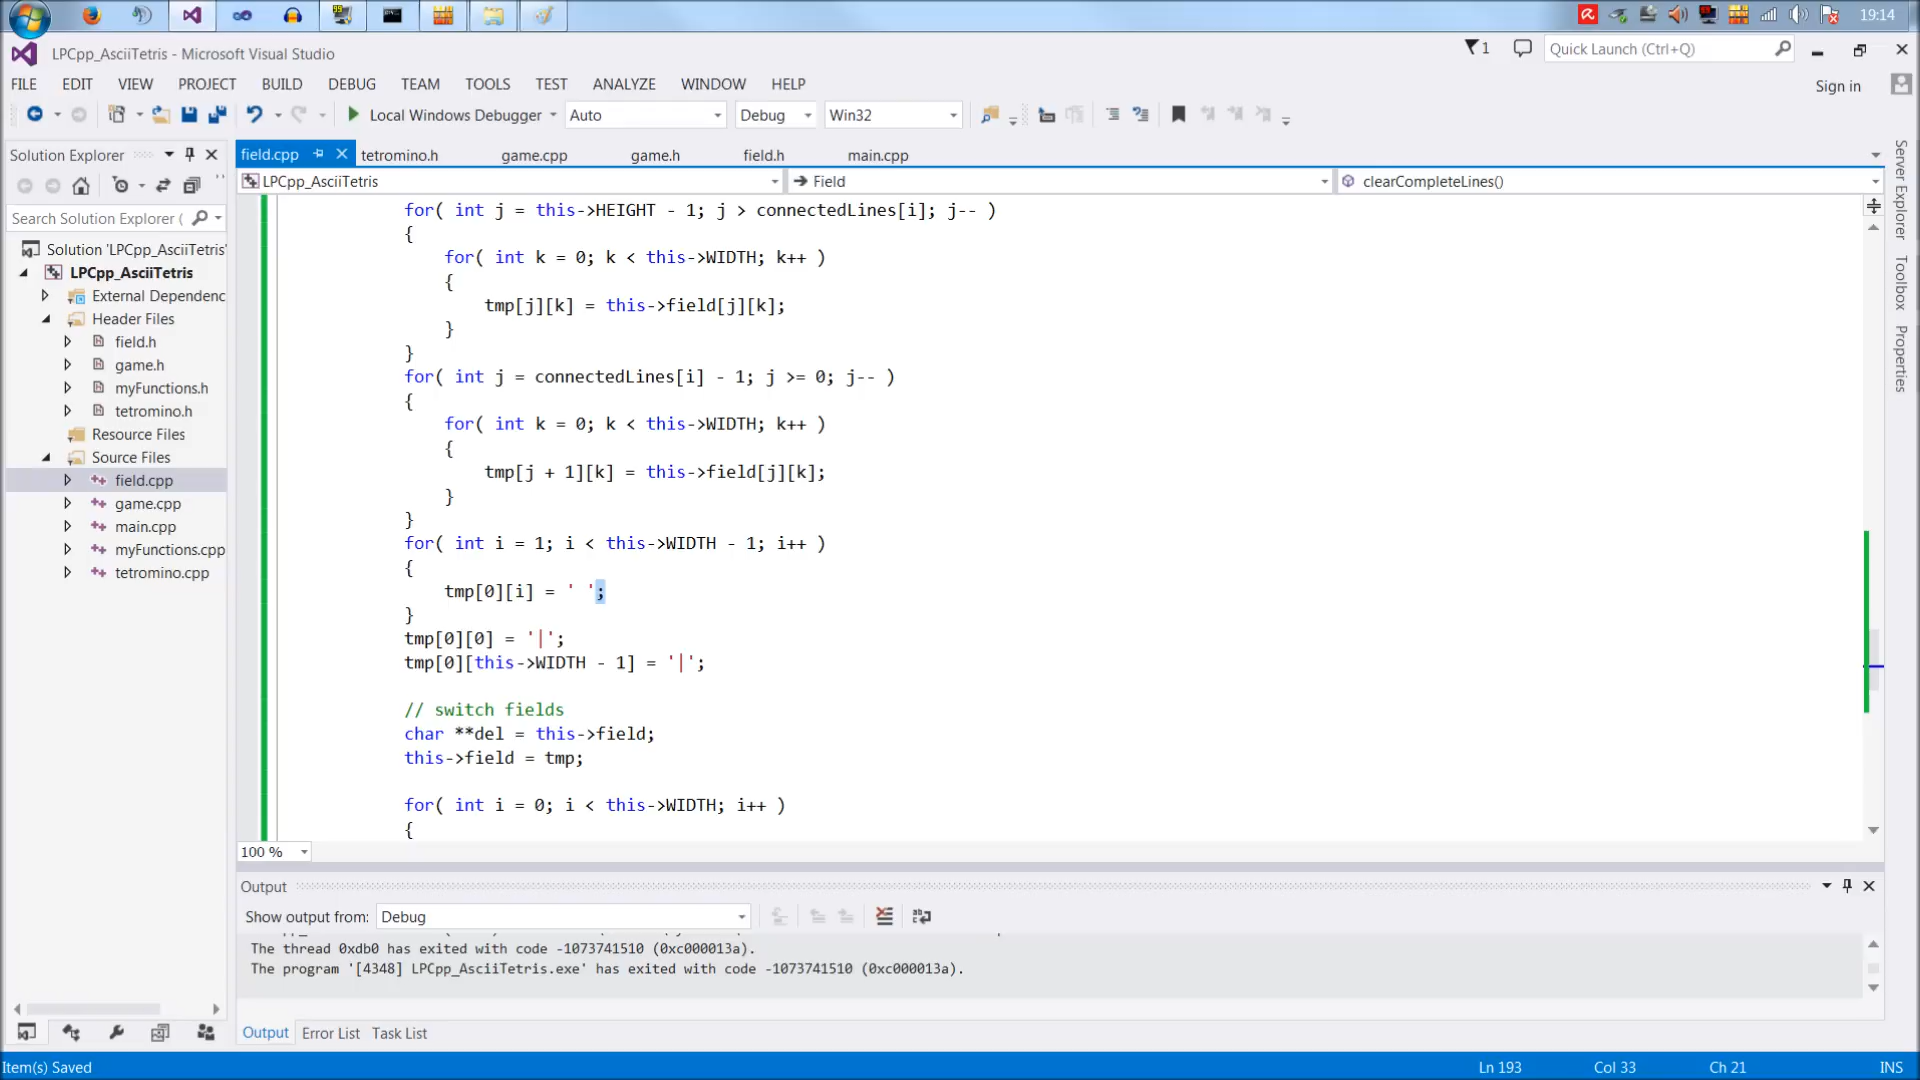 19:14
LPCpp_AsciiTetris - Microsoft Visual Studio
1
Quick Launch (Ctrl+Q)
FILE EDIT VIEW PROJECT BUILD DEBUG TEAM TOOLS TEST ANALYZE WINDOW HELP
Sign in
Local Windows Debugger Auto Debug Win32
Solution Explorer
field.cpp tetromino.h game.cpp game.h field.h main.cpp
LPCpp_AsciiTetris Field clearCompleteLines()
Search Solution Explorer (
Solution 'LPCpp_AsciiTetris'
LPCpp_AsciiTetris
External Dependenc
Header Files
field.h
game.h
myFunctions.h
tetromino.h
Resource Files
Source Files
field.cpp
game.cpp
main.cpp
myFunctions.cpp
tetromino.cpp
for( int j = this->HEIGHT - 1; j > connectedLines[i]; j-- )
{
for( int k = 0; k < this->WIDTH; k++ )
{
tmp[j][k] = this->field[j][k];
}
}
for( int j = connectedLines[i] - 1; j >= 0; j-- )
{
for( int k = 0; k < this->WIDTH; k++ )
{
tmp[j + 1][k] = this->field[j][k];
}
}
for( int i = 1; i < this->WIDTH - 1; i++ )
{
tmp[0][i] = ' ';
}
tmp[0][0] = '|';
tmp[0][this->WIDTH - 1] = '|';
// switch fields
char **del = this->field;
this->field = tmp;
for( int i = 0; i < this->WIDTH; i++ )
{
100 %
Server Explorer
Toolbox
Properties
Output
Show output from: Debug
The thread 0xdb0 has exited with code -1073741510 (0xc000013a).
The program '[4348] LPCpp_AsciiTetris.exe' has exited with code -1073741510 (0xc000013a).
Output Error List Task List
Item(s) Saved
Ln 193 Col 33 Ch 21 INS